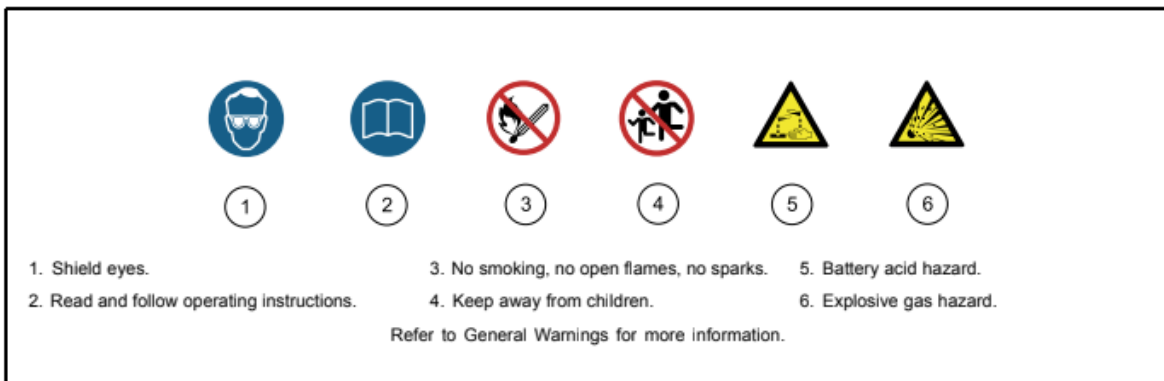 1 2 3 4 5 6
1. Shield eyes. 3. No smoking, no open flames, no sparks. 5. Battery acid hazard.
2. Read and follow operating instructions. 4. Keep away from children. 6. Explosive gas hazard.
Refer to General Warnings for more information.